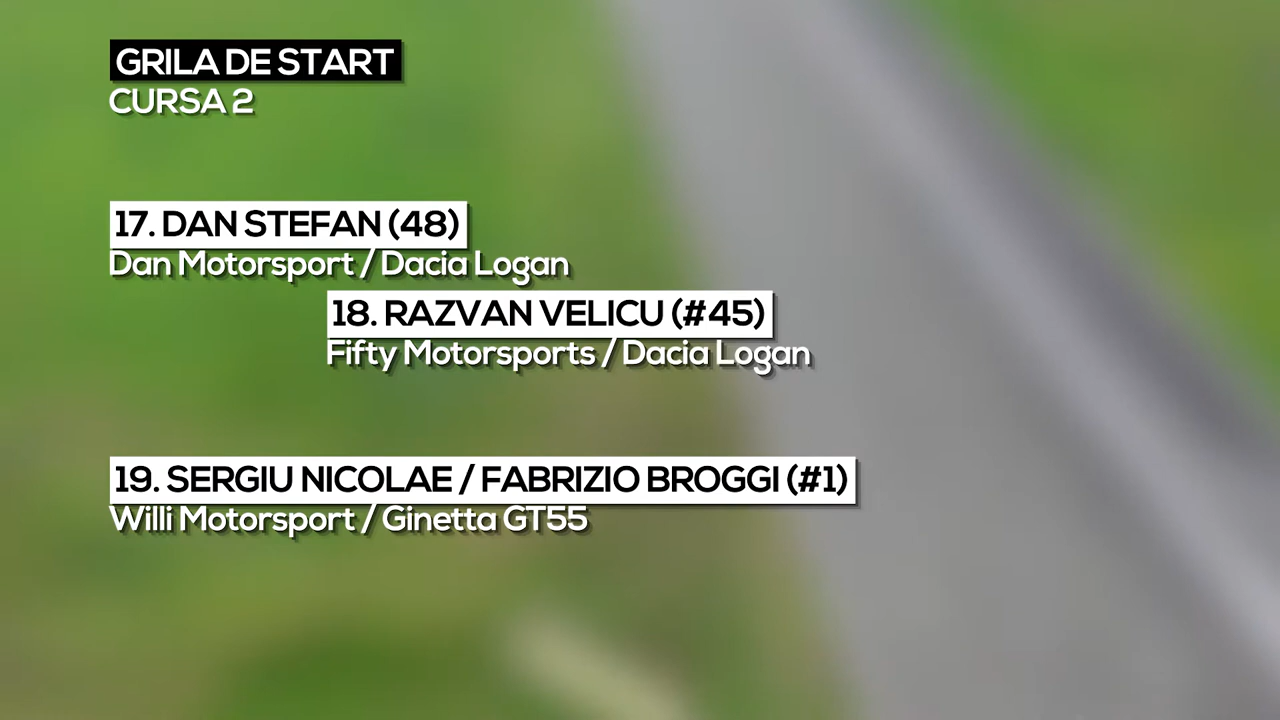 GRILA DE START
CURSA 2
17. DAN STEFAN (48)
Dan Motorsport / Dacia Logan
18. RAZVAN VELICU (#45)
Fifty Motorsports / Dacia Logan
19. SERGIU NICOLAE / FABRIZIO BROGGI (#1)
Willi Motorsport / Ginetta GT55